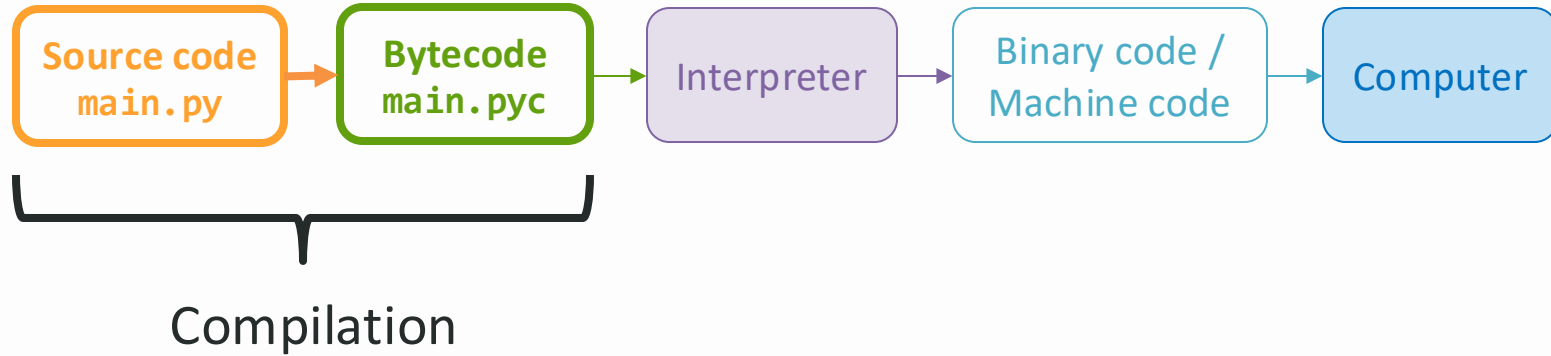 Source code
main.py
Bytecode
main.pyc
Interpreter
Binary code /
Machine code
Computer
Compilation